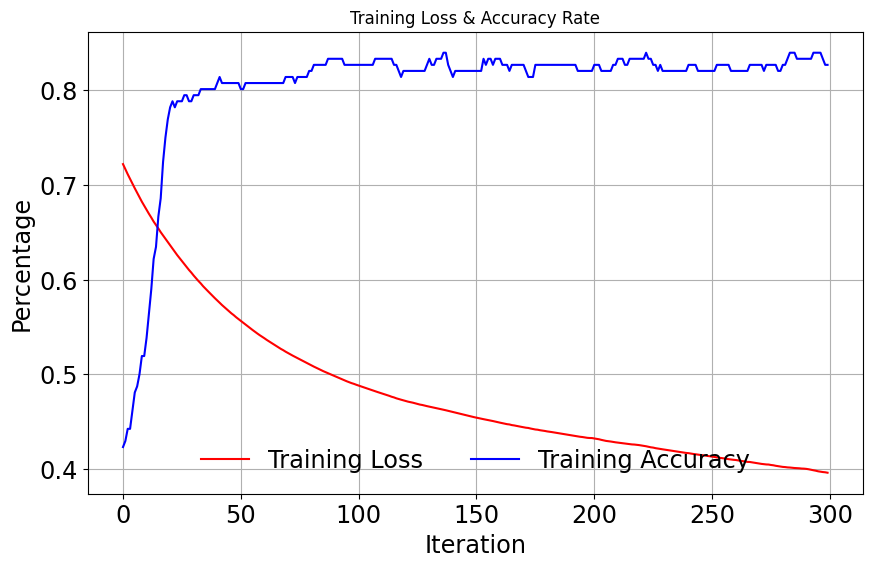 Training Loss & Accuracy Rate
Percentage
0.8
0.7
0.6
0.5
0.4
Training Loss
Training Accuracy
0 50 100 150 200 250 300
Iteration